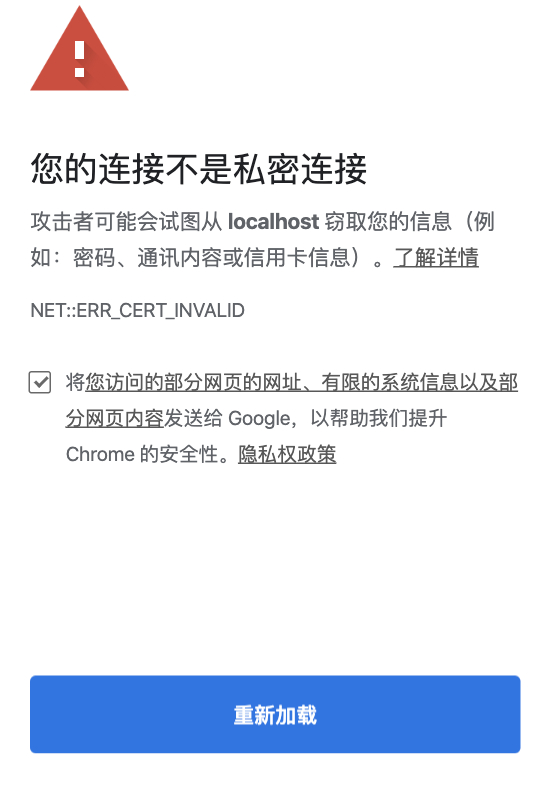 您的连接不是私密连接
攻击者可能会试图从 localhost 窃取您的信息（例
如：密码、通讯内容或信用卡信息）。了解详情
NET::ERR_CERT_INVALID
将您访问的部分网页的网址、有限的系统信息以及部
分网页内容发送给 Google，以帮助我们提升
Chrome 的安全性。隐私权政策
重新加载